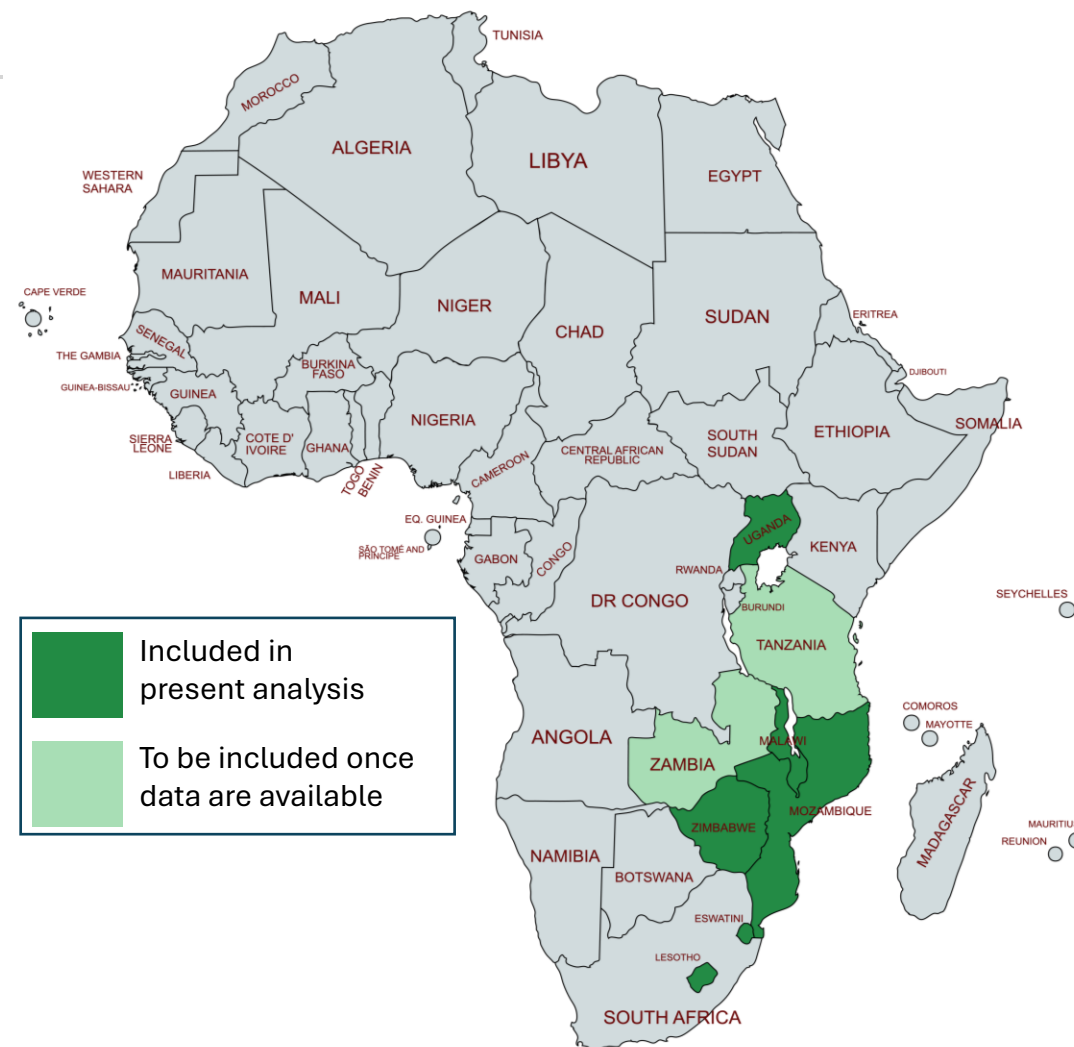 TUNISIA
MOROCCO
ALGERIA
LIBYA
EGYPT
WESTERN
SAHARA
MAURITANIA
MALI
NIGER
CHAD
SUDAN
ERITREA
CAPE VERDE
SENEGAL
THE GAMBIA
GUINEA-BISSAU
GUINEA
BURKINA
FASO
DJIBOUTI
NIGERIA
SOMALIA
ETHIOPIA
SOUTH
SUDAN
SIERRA
LEONE
COTE D'
IVOIRE
GHANA
TOGO
BENIN
LIBERIA
CAMEROON
CENTRAL AFRICAN
REPUBLIC
EQ. GUINEA
SÃO TOMÉ AND
PRINCIPE
GABON
CONGO
UGANDA
KENYA
RWANDA
DR CONGO
BURUNDI
SEYCHELLES
TANZANIA
Included in
present analysis
To be included once
data are available
COMOROS
MAYOTTE
ANGOLA
MALAWI
ZAMBIA
MOZAMBIQUE
ZIMBABWE
MADAGASCAR
MAURITIUS
REUNION
NAMIBIA
BOTSWANA
ESWATINI
LESOTHO
SOUTH AFRICA